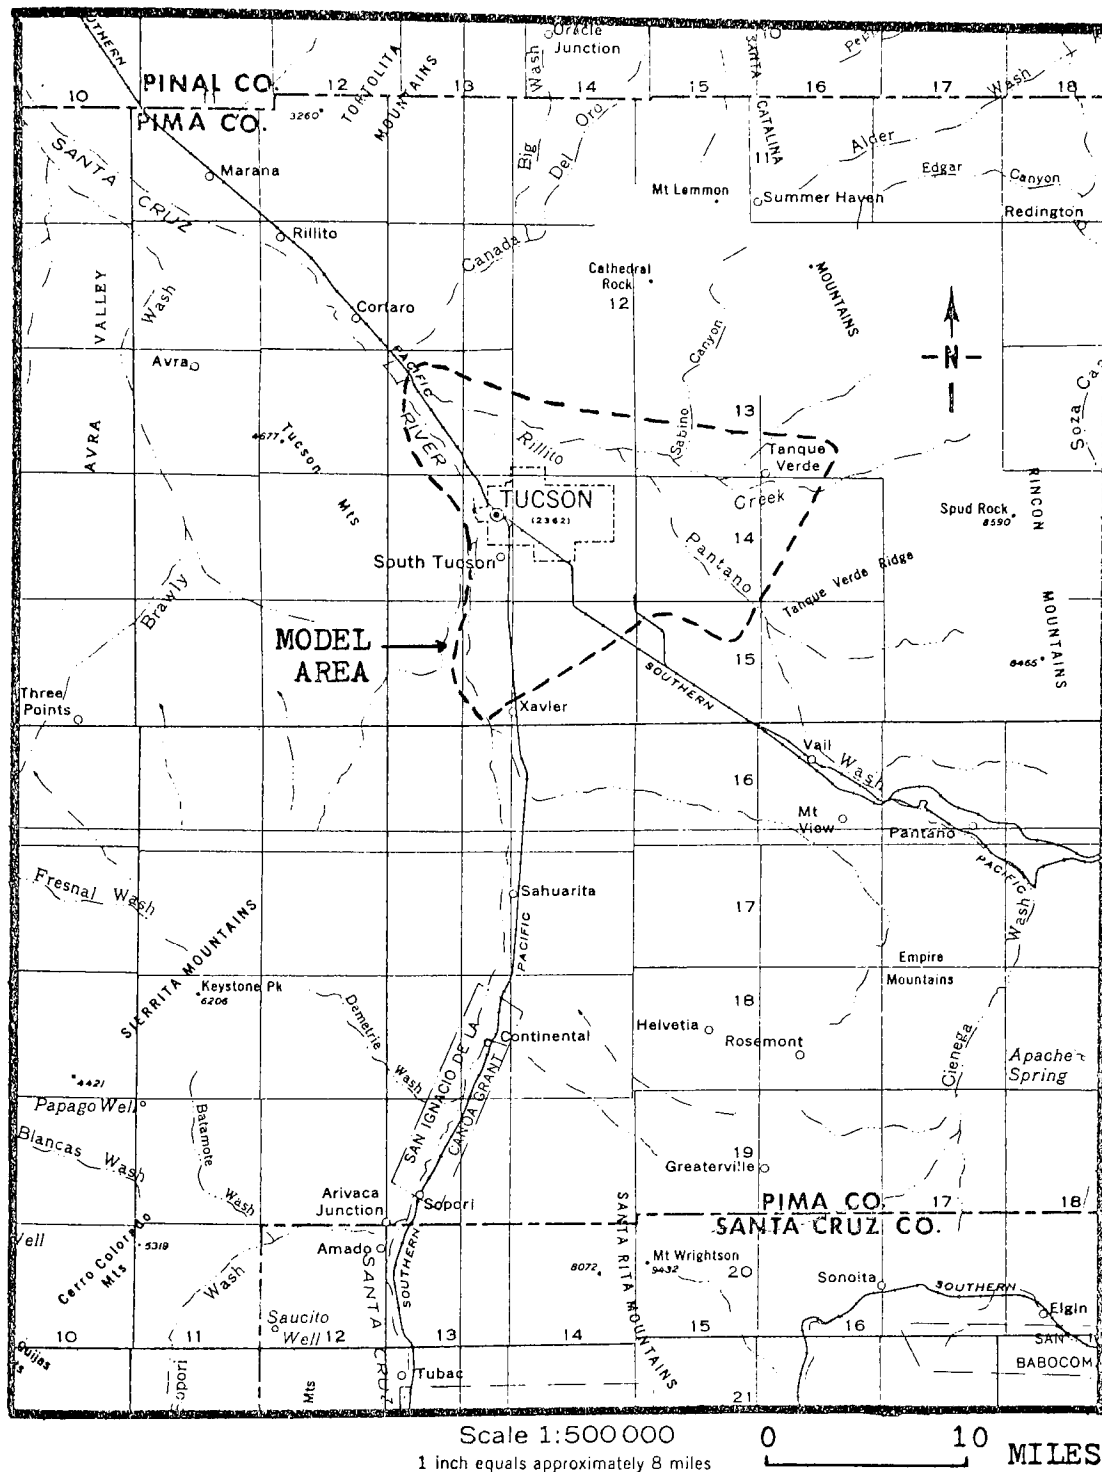 SOUTHERN
PINAL CO.
PIMA CO.
10
12
13
14
15
16
17
18
10
3260
TORTOLITA
MOUNTAINS
Oracle
Junction
Wash
Big
Del Oro
Canada
SANTA
CATALINA
MOUNTAINS
11
Alder
Wash
Edgar
Canyon
Redington
Mt Lemmon
Summer Haven
SANTA
CRUZ
Marana
Rillito
Cortaro
VALLEY
AVRA
Wash
Avra
Cathedral
Rock
12
Canyon
Sabino
N
Soza
PACIFIC
RIVER
4677
Tucson
Mts
Rillito
Creek
13
Tanque
Verde
TUCSON
(2362)
South Tucson
Pantano
14
Tanque Verde Ridge
Spud Rock
8590
RINCON
MOUNTAINS
8465
Brawly
MODEL
AREA
15
SOUTHERN
Three
Points
Xavier
Vail
Wash
16
Mt
View
Pantano
PACIFIC
Wash
Fresnal Wash
Sahuarita
PACIFIC
17
SIERRITA MOUNTAINS
Keystone Pk
6206
Empire
Mountains
18
Demetrie
Wash
Continental
SAN IGNACIO DE LA
CANOA GRANT
Helvetia
Rosemont
Cienega
Apache
Spring
4421
Papago Well
Blancas Wash
Batamote
Wash
19
Greaterville
Arivaca
Junction
Sopori
PIMA CO.
SANTA CRUZ CO.
17
18
Cerro Colorado
Mts
5319
Wash
Amado
SANTA CRUZ
SOUTHERN
SANTA RITA MOUNTAINS
8072
Mt Wrightson
9432
20
Sonoita
SOUTHERN
Elgin
Saucito
Well
10
11
12
13
14
15
16
SAN
BABOCOM
Sopori
Mts
Tubac
21
Scale 1:500 000
1 inch equals approximately 8 miles
0 10 MILES